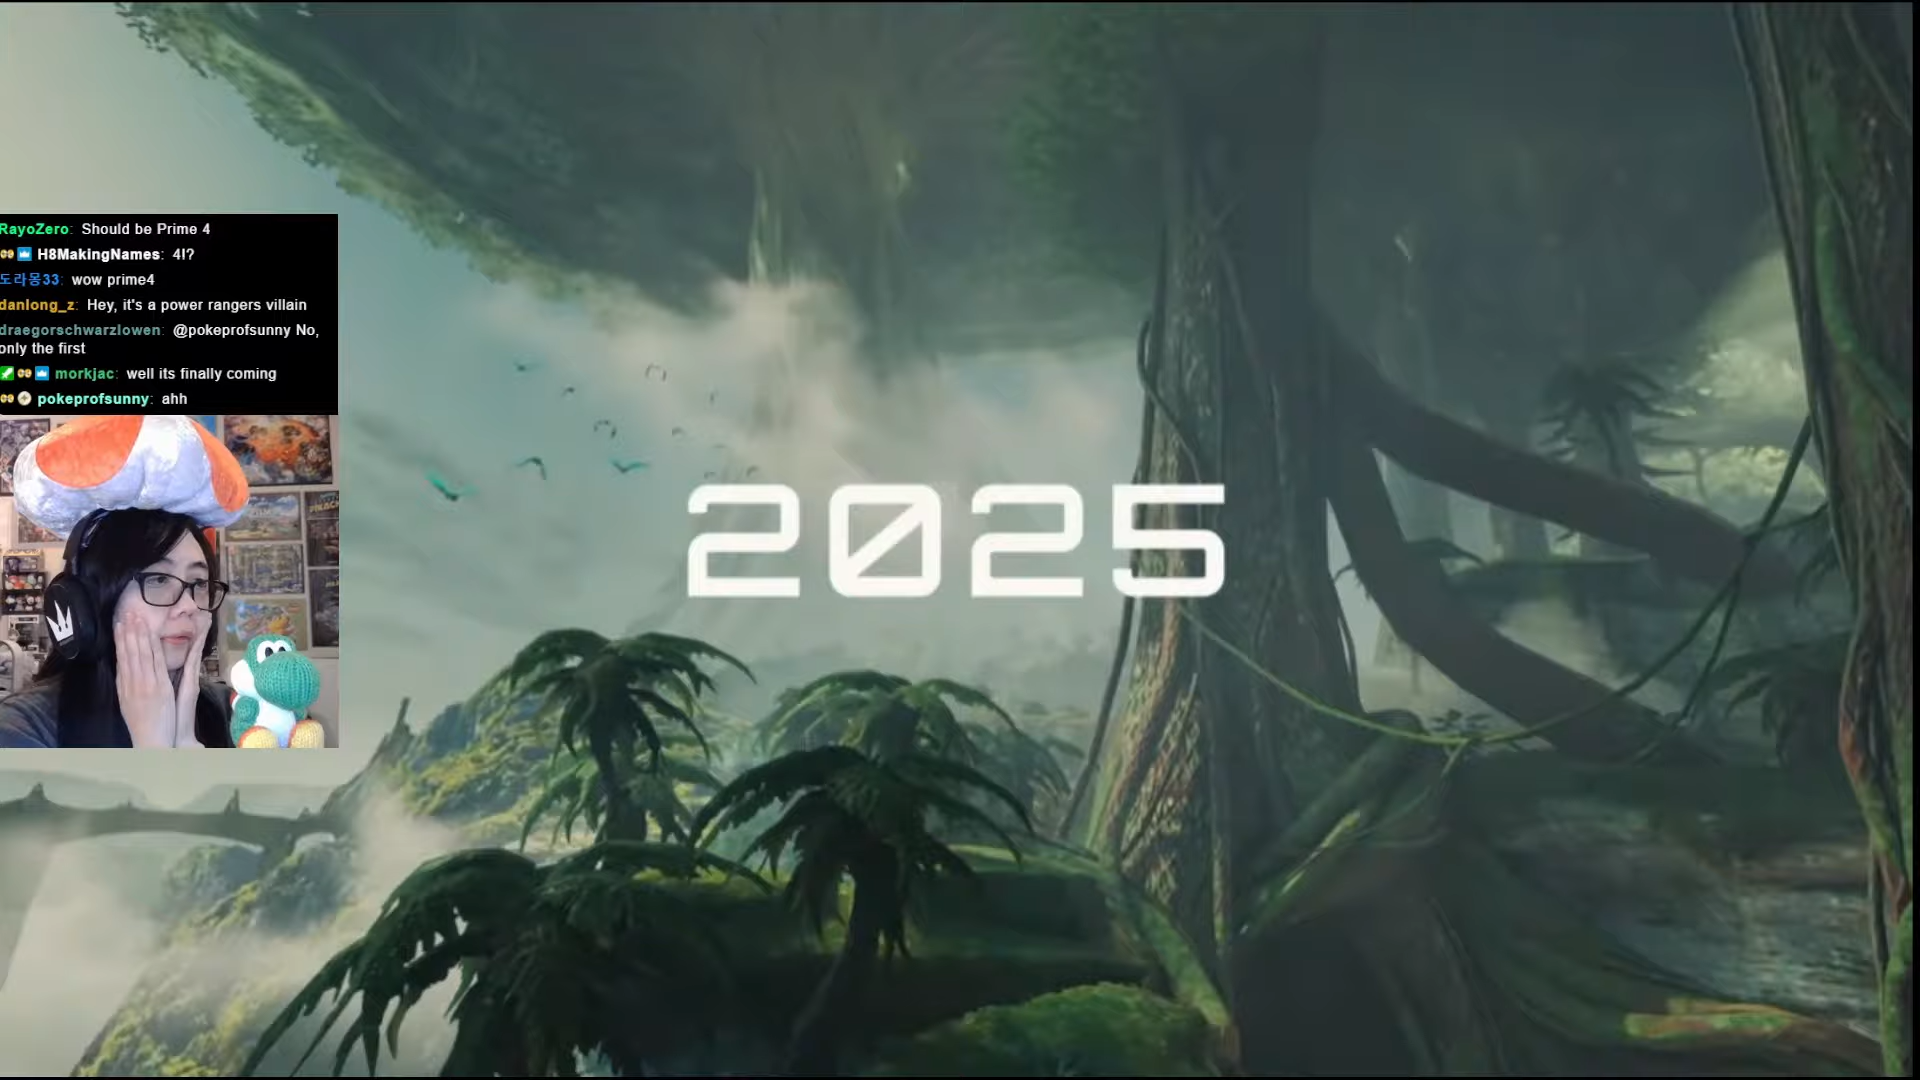 RayoZero: Should be Prime 4
H8MakingNames: 4!?
도라몽33: wow prime4
danlong_z: Hey, it's a power rangers villain
draegorschwarzlowen: @pokeprofsunny No,
only the first
morkjac: well its finally coming
pokeprofsunny: ahh
2025